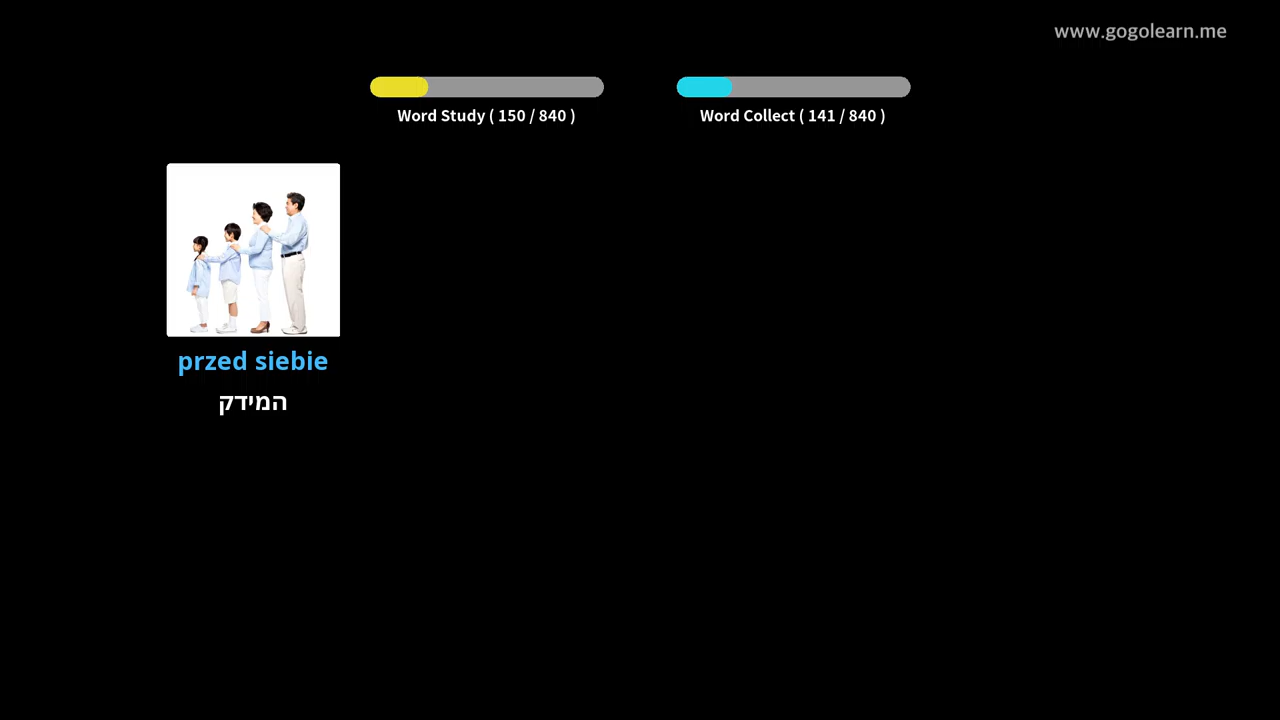 www.gogolearn.me
Word Study ( 150 / 840 )
Word Collect ( 141 / 840 )
przed siebie
המידק